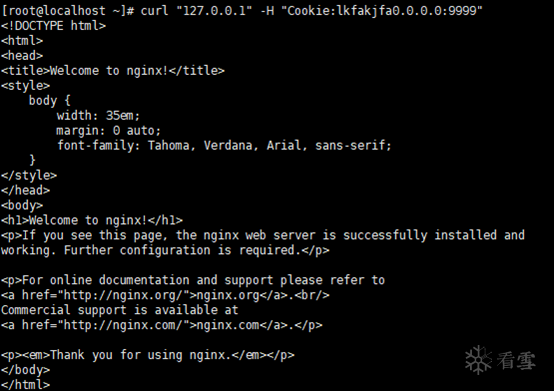 [root@localhost ~]# curl "127.0.0.1" -H "Cookie:lkfakjfa0.0.0.0:9999"
<!DOCTYPE html>
<html>
<head>
<title>Welcome to nginx!</title>
<style>
    body {
        width: 35em;
        margin: 0 auto;
        font-family: Tahoma, Verdana, Arial, sans-serif;
    }
</style>
</head>
<body>
<h1>Welcome to nginx!</h1>
<p>If you see this page, the nginx web server is successfully installed and
working. Further configuration is required.</p>

<p>For online documentation and support please refer to
<a href="http://nginx.org/">nginx.org</a>.<br/>
Commercial support is available at
<a href="http://nginx.com/">nginx.com</a>.</p>

<p><em>Thank you for using nginx.</em></p>
</body>
</html>
看雪